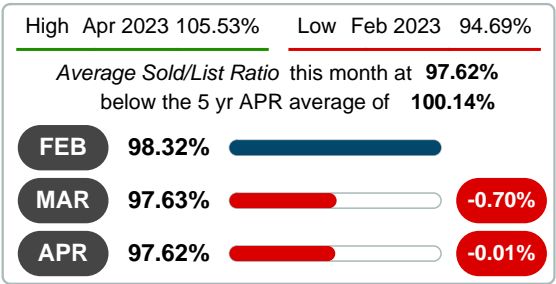 High Apr 2023 105.53% Low Feb 2023 94.69%
Average Sold/List Ratio this month at 97.62%
below the 5 yr APR average of 100.14%
FEB 98.32%
MAR 97.63% -0.70%
APR 97.62% -0.01%